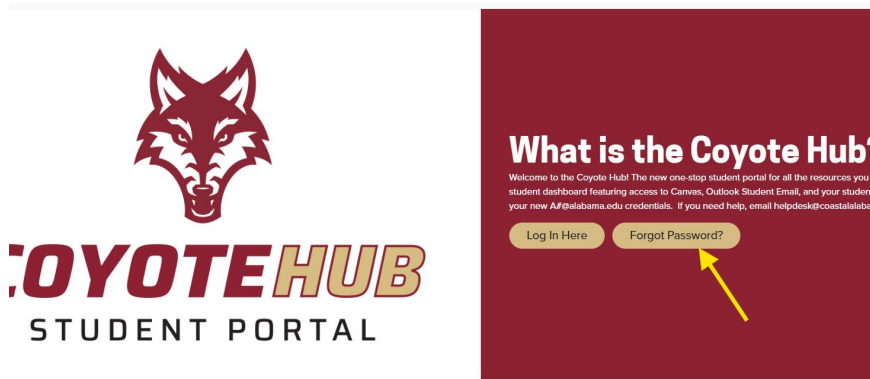 COYOTEHUB
STUDENT PORTAL
What is the Coyote Hub?
Welcome to the Coyote Hub! The new one-stop student portal for all the resources you
student dashboard featuring access to Canvas, Outlook Student Email, and your studen
your new A#@alabama.edu credentials. If you need help, email helpdesk@coastalalaba
Log In Here
Forgot Password?